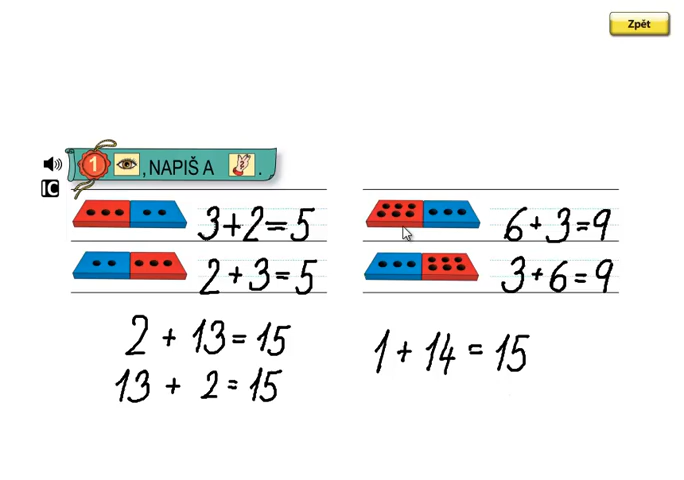 Zpět
1 , NAPIŠ A 2 .
IC
3+2=5
2+3=5
6+3=9
3+6=9
2 + 13 = 15
13 + 2 = 15
1 + 14 = 15